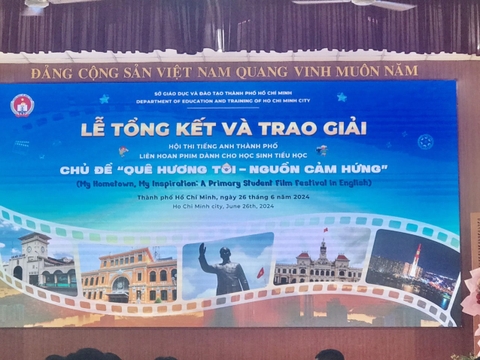 ĐẢNG CỘNG SẢN VIỆT NAM QUANG VINH MUÔN NĂM
SỞ GIÁO DỤC VÀ ĐÀO TẠO THÀNH PHỐ HỒ CHÍ MINH
DEPARTMENT OF EDUCATION AND TRAINING OF HO CHI MINH CITY
LỄ TỔNG KẾT VÀ TRAO GIẢI
HỘI THI TIẾNG ANH THÀNH PHỐ
LIÊN HOAN PHIM DÀNH CHO HỌC SINH TIỂU HỌC
CHỦ ĐỀ “QUÊ HƯƠNG TÔI – NGUỒN CẢM HỨNG”
(My Hometown, My Inspiration: A Primary Student Film Festival in English)
Thành phố Hồ Chí Minh, ngày 26 tháng 6 năm 2024
Ho Chi Minh city, June 26th, 2024